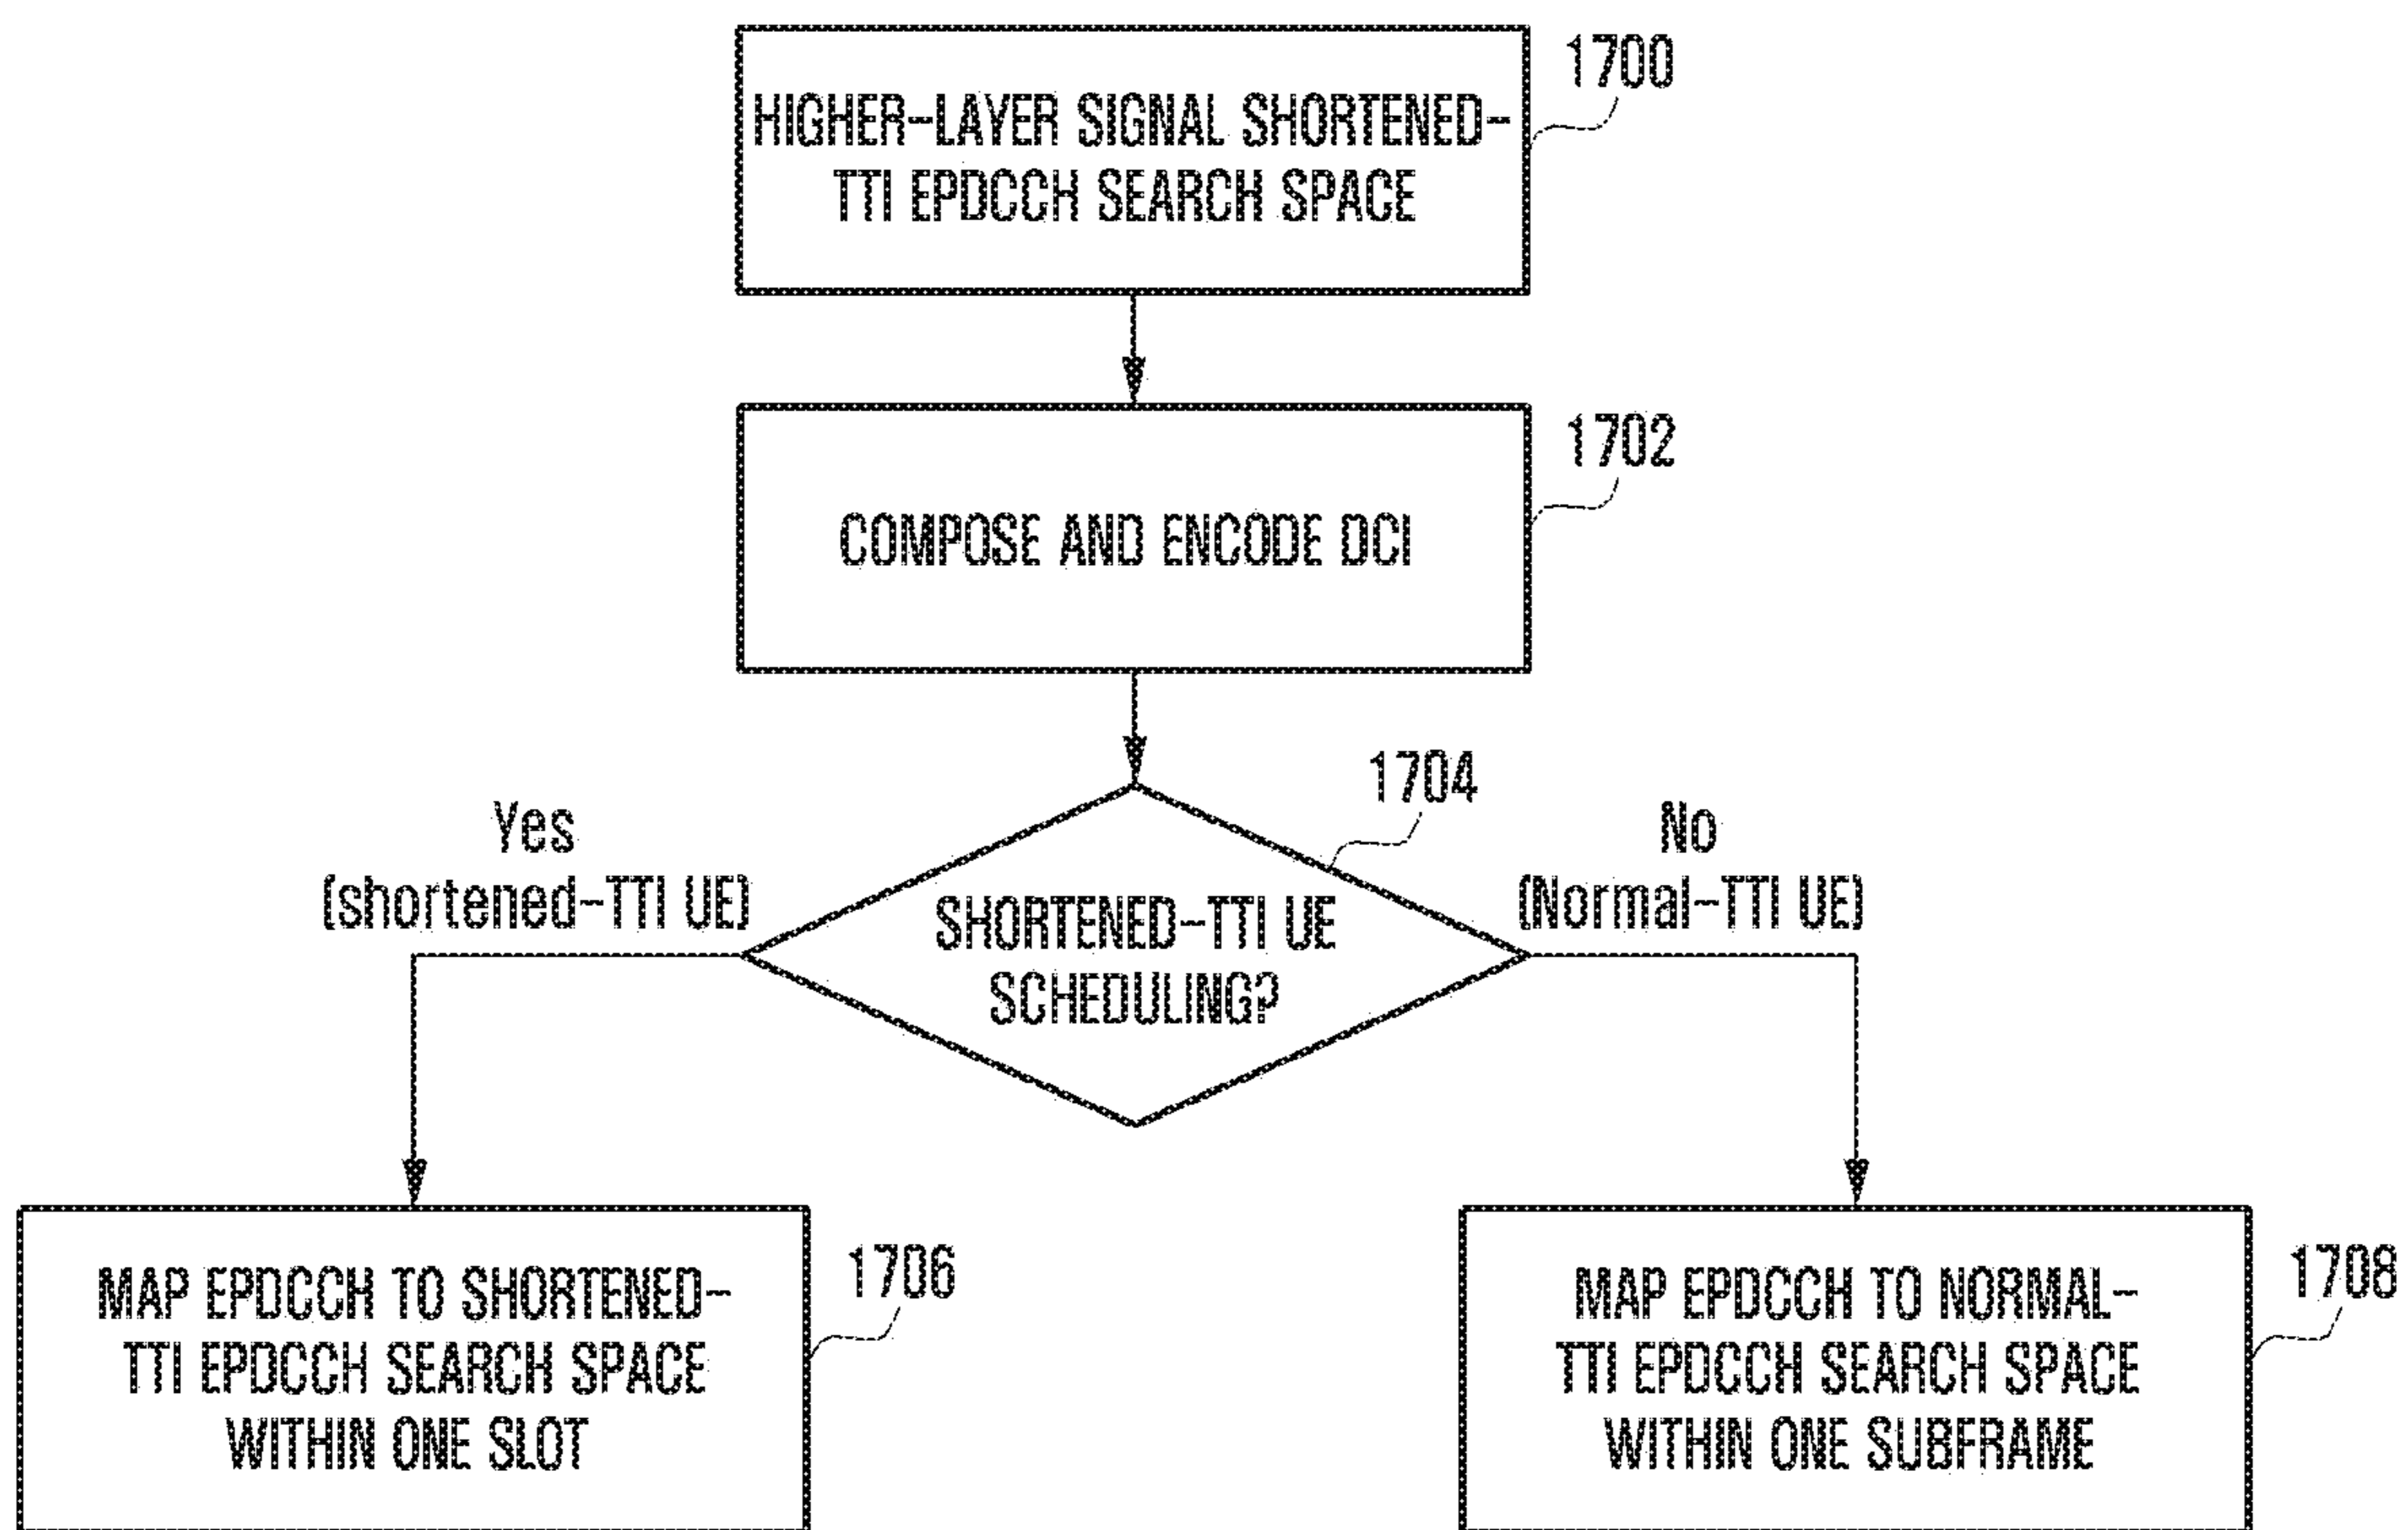 HIGHER-LAYER SIGNAL SHORTENED-
TTI EPDCCH SEARCH SPACE
1700
COMPOSE AND ENCODE DCI
1702
SHORTENED-TTI UE
SCHEDULING?
1704
Yes
(shortened-TTI UE)
No
(Normal-TTI UE)
MAP EPDCCH TO SHORTENED-
TTI EPDCCH SEARCH SPACE
WITHIN ONE SLOT
1706
MAP EPDCCH TO NORMAL-
TTI EPDCCH SEARCH SPACE
WITHIN ONE SUBFRAME
1708